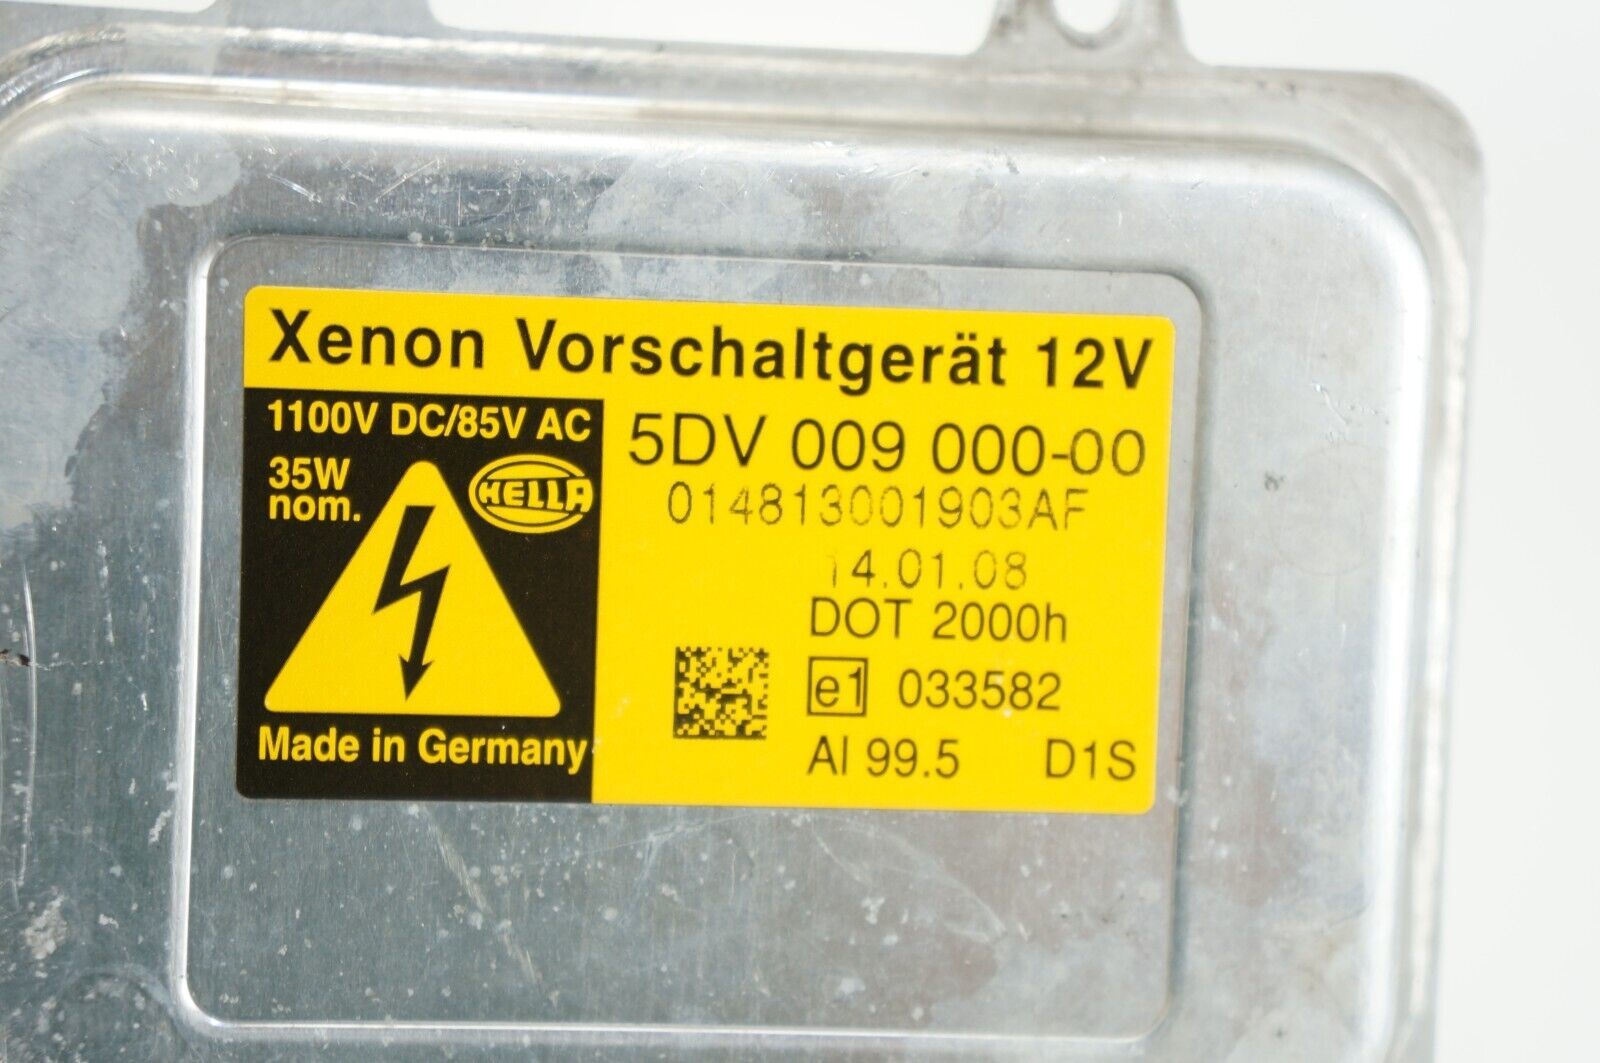 Xenon Vorschaltgerät 12V
1100V DC/85V AC
35W
nom.
HELLA
Made in Germany
5DV 009 000-00
014813001903AF
14.01.08
DOT 2000h
e1 033582
Al 99.5 D1S